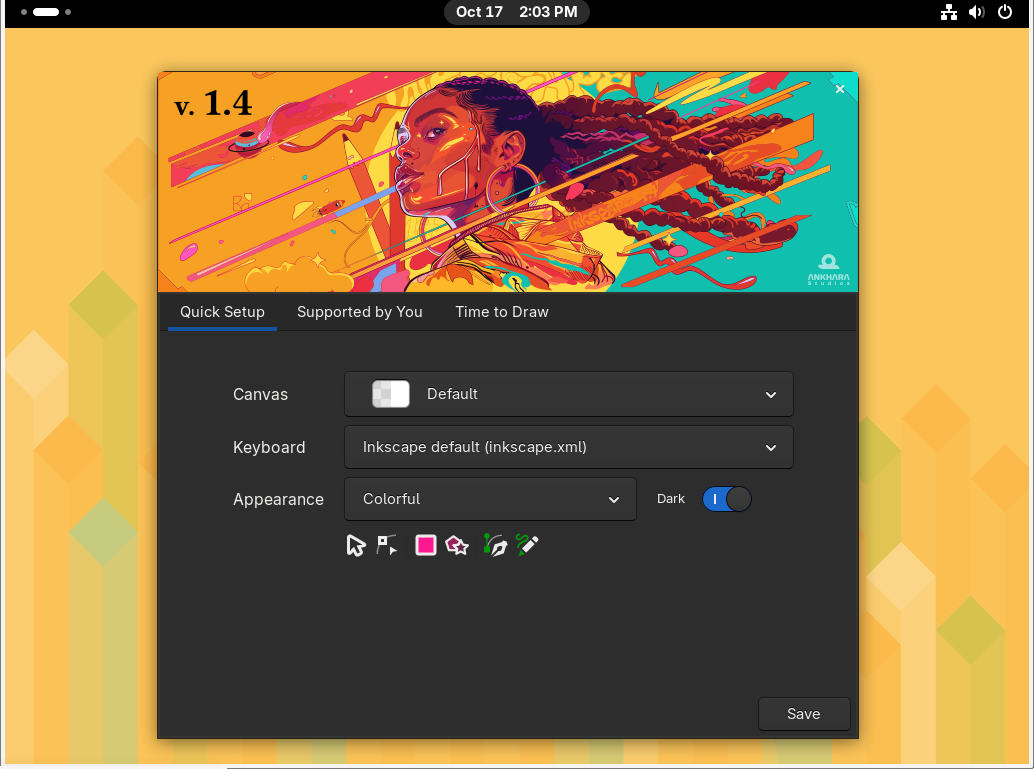 Oct 17 2:03 PM
v. 1.4
ANKHARA
Studios
Quick Setup Supported by You Time to Draw
Canvas Default
Keyboard Inkscape default (inkscape.xml)
Appearance Colorful Dark
Save